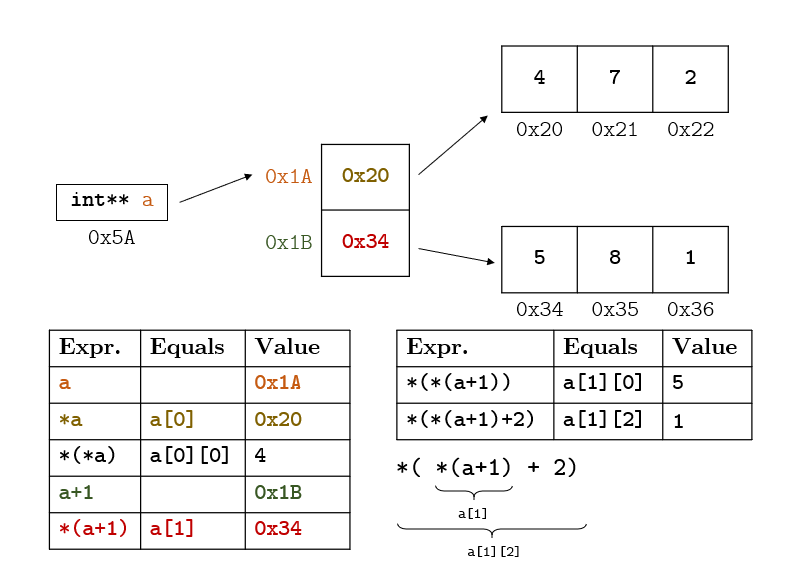 4 7 2
0x20 0x21 0x22
int** a
0x5A
0x1A 0x20
0x1B 0x34
5 8 1
0x34 0x35 0x36
Expr. Equals Value
a 0x1A
*a a[0] 0x20
*(*a) a[0][0] 4
a+1 0x1B
*(a+1) a[1] 0x34
Expr. Equals Value
*(*(a+1)) a[1][0] 5
*(*(a+1)+2) a[1][2] 1
*( *(a+1) + 2)
a[1]
a[1][2]